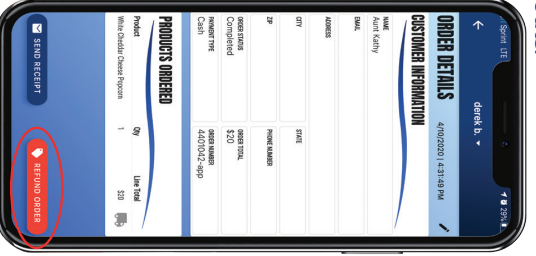 Sprint LTE
29%
derek b.
ORDER DETAILS
4/10/2020 | 4:31:49 PM
CUSTOMER INFORMATION
NAME
Aunt Kathy
EMAIL
ADDRESS
CITY
STATE
ZIP
PHONE NUMBER
ORDER STATUS
Completed
ORDER TOTAL
$20
PAYMENT TYPE
Cash
ORDER NUMBER
4401042-app
PRODUCTS ORDERED
Product Qty Line Total
White Cheddar Cheese Popcorn 1 $20
SEND RECEIPT
REFUND ORDER